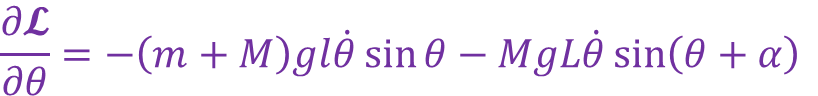 ∂ℒ/∂θ = −(m + M)glθ̇ sin θ − MgLθ̇ sin(θ + α)